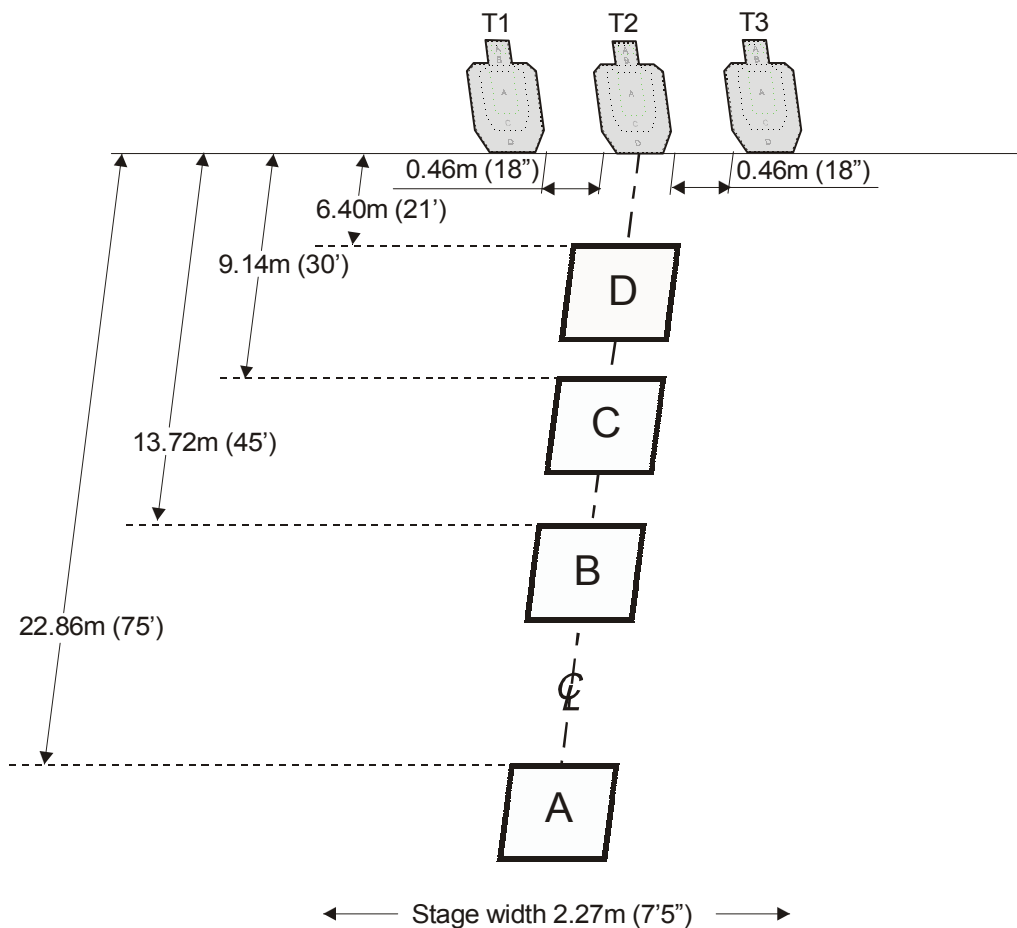 T1 T2 T3
A
B
A
C
D
A
B
A
C
D
A
B
A
C
D
0.46m (18”) 0.46m (18”)
6.40m (21’)
9.14m (30’)
D
C
13.72m (45’)
B
22.86m (75’)
℄
A
Stage width 2.27m (7’5”)